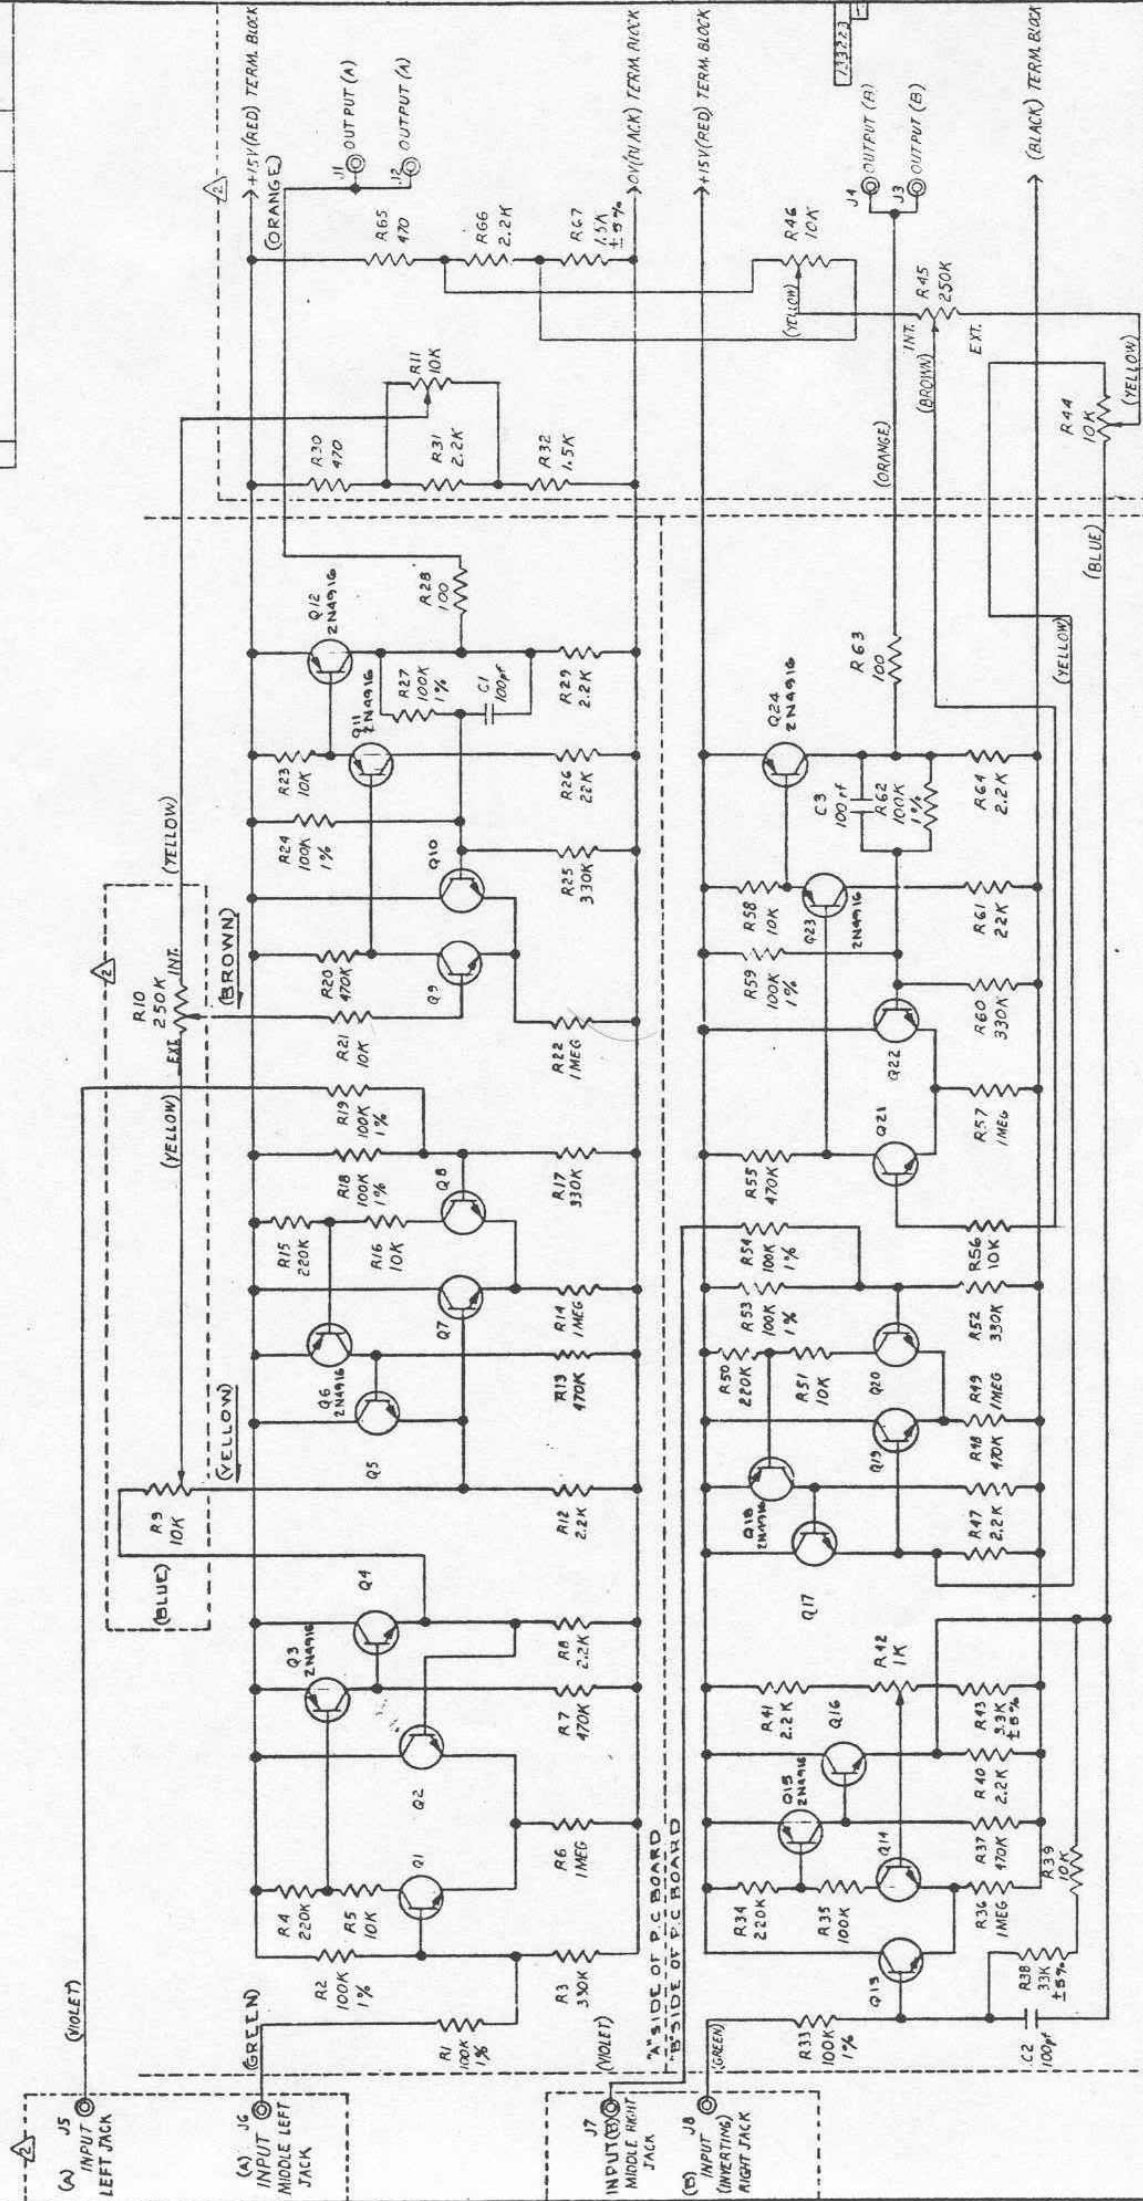 2
(A) J5
INPUT
LEFT JACK
(VIOLET)
(A) J6
INPUT
MIDDLE LEFT
JACK
(GREEN)
R1
100K
1%
R2
100K
1%
R3
330K
R4
220K
R5
10K
Q1
R6
1MEG
Q2
Q3
2N4916
R7
470K
Q4
R8
2.2K
(BLUE)
R9
10K
(YELLOW)
R12
2.2K
Q5
Q6
2N4916
R13
470K
Q7
R14
1MEG
R15
220K
R16
10K
Q8
R17
330K
R18
100K
1%
R19
100K
1%
(YELLOW)
2
R10
250K
EXT.
INT.
(BROWN)
(YELLOW)
R21
10K
R20
470K
Q9
R22
1MEG
Q10
R24
100K
1%
R25
330K
R23
10K
Q11
2N4916
R26
22K
Q12
2N4916
R27
100K
1%
C1
100pf
R28
100
R29
2.2K
R30
470
R31
2.2K
R32
1.5K
R11
10K
2
+15V(RED) TERM. BLOCK
(ORANGE)
J1
OUTPUT (A)
J2
OUTPUT (A)
R65
470
R66
2.2K
R67
1.5K
±5%
0V(BLACK) TERM. BLOCK
"A" SIDE OF P.C BOARD
"B" SIDE OF P.C BOARD
J7
INPUT(B)
MIDDLE RIGHT
JACK
(VIOLET)
(B) J8
INPUT
(INVERTING)
RIGHT JACK
(GREEN)
R33
100K
1%
C2
100pf
R38
33K
±5%
Q13
R34
220K
R35
100K
Q14
R36
1MEG
R39
10K
Q15
2N4916
R37
470K
Q16
R40
2.2K
R41
2.2K
R42
1K
R43
3.3K
±5%
Q17
R47
2.2K
Q18
2N4916
R48
470K
Q19
R49
1MEG
R50
220K
R51
10K
Q20
R53
100K
1%
R54
100K
1%
R52
330K
R56
10K
R55
470K
Q21
R57
1MEG
Q22
R59
100K
1%
R60
330K
R58
10K
Q23
2N4916
R61
22K
Q24
2N4916
C3
100pf
R62
100K
1%
R64
2.2K
R63
100
(YELLOW)
(BLUE)
(ORANGE)
(BROWN)
INT.
R45
250K
EXT.
R44
10K
(YELLOW)
(YELLOW)
R46
10K
+15V(RED) TERM. BLOCK
133223
J4
OUTPUT (B)
J3
OUTPUT (B)
(BLACK) TERM. BLOCK